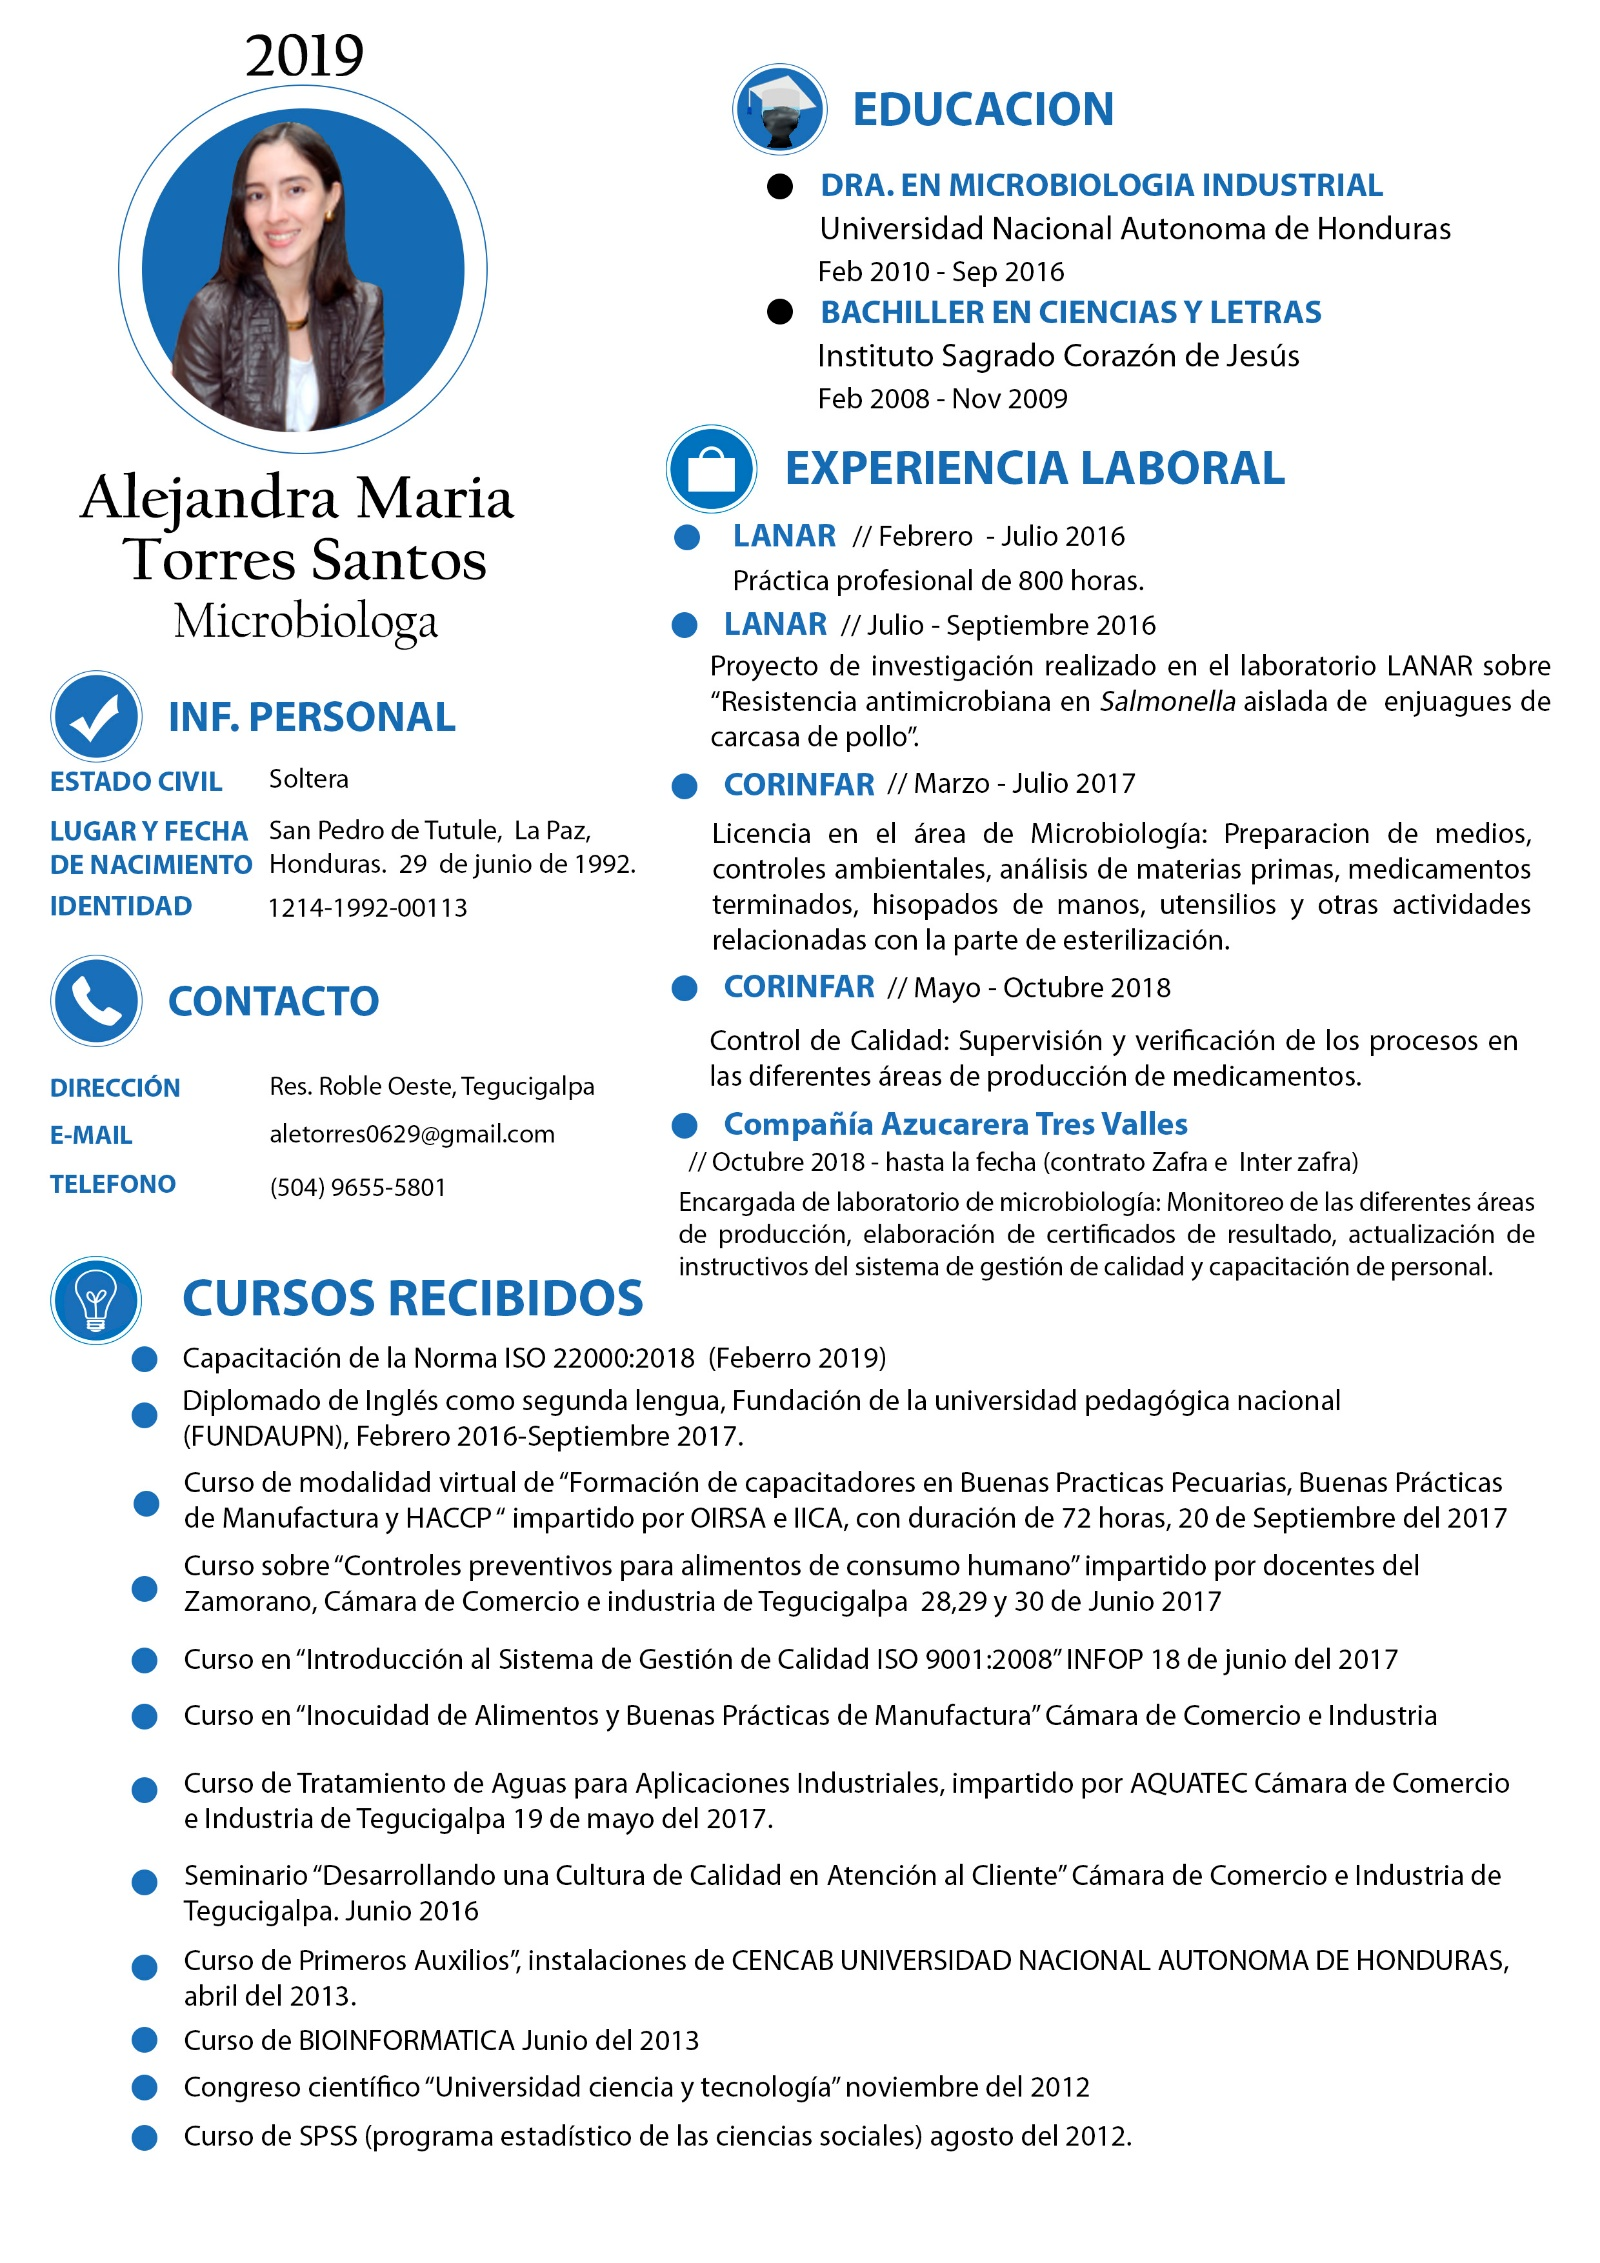 2019
Alejandra Maria
Torres Santos
Microbiologa
INF. PERSONAL
ESTADO CIVIL Soltera
LUGAR Y FECHA San Pedro de Tutule, La Paz,
DE NACIMIENTO Honduras. 29 de junio de 1992.
IDENTIDAD 1214-1992-00113
CONTACTO
DIRECCIÓN Res. Roble Oeste, Tegucigalpa
E-MAIL aletorres0629@gmail.com
TELEFONO (504) 9655-5801
EDUCACION
DRA. EN MICROBIOLOGIA INDUSTRIAL
Universidad Nacional Autonoma de Honduras
Feb 2010 - Sep 2016
BACHILLER EN CIENCIAS Y LETRAS
Instituto Sagrado Corazón de Jesús
Feb 2008 - Nov 2009
EXPERIENCIA LABORAL
LANAR // Febrero - Julio 2016
Práctica profesional de 800 horas.
LANAR // Julio - Septiembre 2016
Proyecto de investigación realizado en el laboratorio LANAR sobre
“Resistencia antimicrobiana en Salmonella aislada de enjuagues de
carcasa de pollo”.
CORINFAR // Marzo - Julio 2017
Licencia en el área de Microbiología: Preparacion de medios,
controles ambientales, análisis de materias primas, medicamentos
terminados, hisopados de manos, utensilios y otras actividades
relacionadas con la parte de esterilización.
CORINFAR // Mayo - Octubre 2018
Control de Calidad: Supervisión y verificación de los procesos en
las diferentes áreas de producción de medicamentos.
Compañía Azucarera Tres Valles
// Octubre 2018 - hasta la fecha (contrato Zafra e Inter zafra)
Encargada de laboratorio de microbiología: Monitoreo de las diferentes áreas
de producción, elaboración de certificados de resultado, actualización de
instructivos del sistema de gestión de calidad y capacitación de personal.
CURSOS RECIBIDOS
Capacitación de la Norma ISO 22000:2018 (Feberro 2019)
Diplomado de Inglés como segunda lengua, Fundación de la universidad pedagógica nacional
(FUNDAUPN), Febrero 2016-Septiembre 2017.
Curso de modalidad virtual de “Formación de capacitadores en Buenas Practicas Pecuarias, Buenas Prácticas
de Manufactura y HACCP “ impartido por OIRSA e IICA, con duración de 72 horas, 20 de Septiembre del 2017
Curso sobre “Controles preventivos para alimentos de consumo humano” impartido por docentes del
Zamorano, Cámara de Comercio e industria de Tegucigalpa 28,29 y 30 de Junio 2017
Curso en “Introducción al Sistema de Gestión de Calidad ISO 9001:2008” INFOP 18 de junio del 2017
Curso en “Inocuidad de Alimentos y Buenas Prácticas de Manufactura” Cámara de Comercio e Industria
Curso de Tratamiento de Aguas para Aplicaciones Industriales, impartido por AQUATEC Cámara de Comercio
e Industria de Tegucigalpa 19 de mayo del 2017.
Seminario “Desarrollando una Cultura de Calidad en Atención al Cliente” Cámara de Comercio e Industria de
Tegucigalpa. Junio 2016
Curso de Primeros Auxilios”, instalaciones de CENCAB UNIVERSIDAD NACIONAL AUTONOMA DE HONDURAS,
abril del 2013.
Curso de BIOINFORMATICA Junio del 2013
Congreso científico “Universidad ciencia y tecnología” noviembre del 2012
Curso de SPSS (programa estadístico de las ciencias sociales) agosto del 2012.